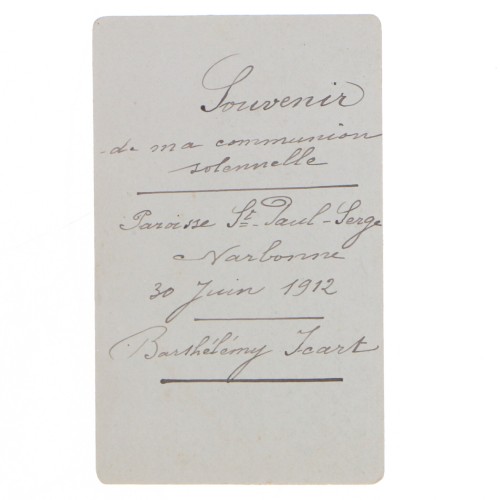 Souvenir
de ma communion
solennelle
Paroisse St-Paul-Serge
Narbonne
30 Juin 1912
Barthélémy Icart